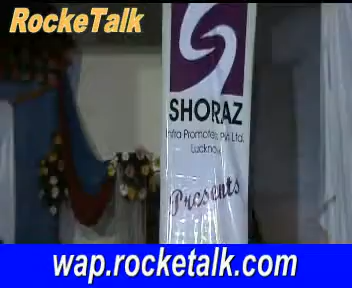 RockeTalk
SHORAZ
Infra Promoters Pvt. Ltd.
Lucknow
Presents
wap.rocketalk.com